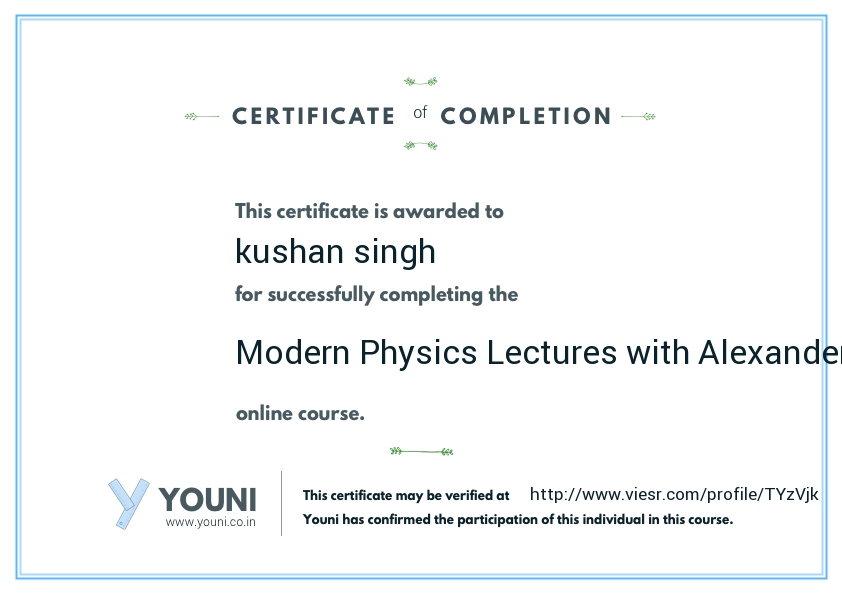 CERTIFICATE of COMPLETION
This certificate is awarded to
kushan singh
for successfully completing the
Modern Physics Lectures with Alexander
online course.
YOUNI
www.youni.co.in
This certificate may be verified at http://www.viesr.com/profile/TYzVjk
Youni has confirmed the participation of this individual in this course.